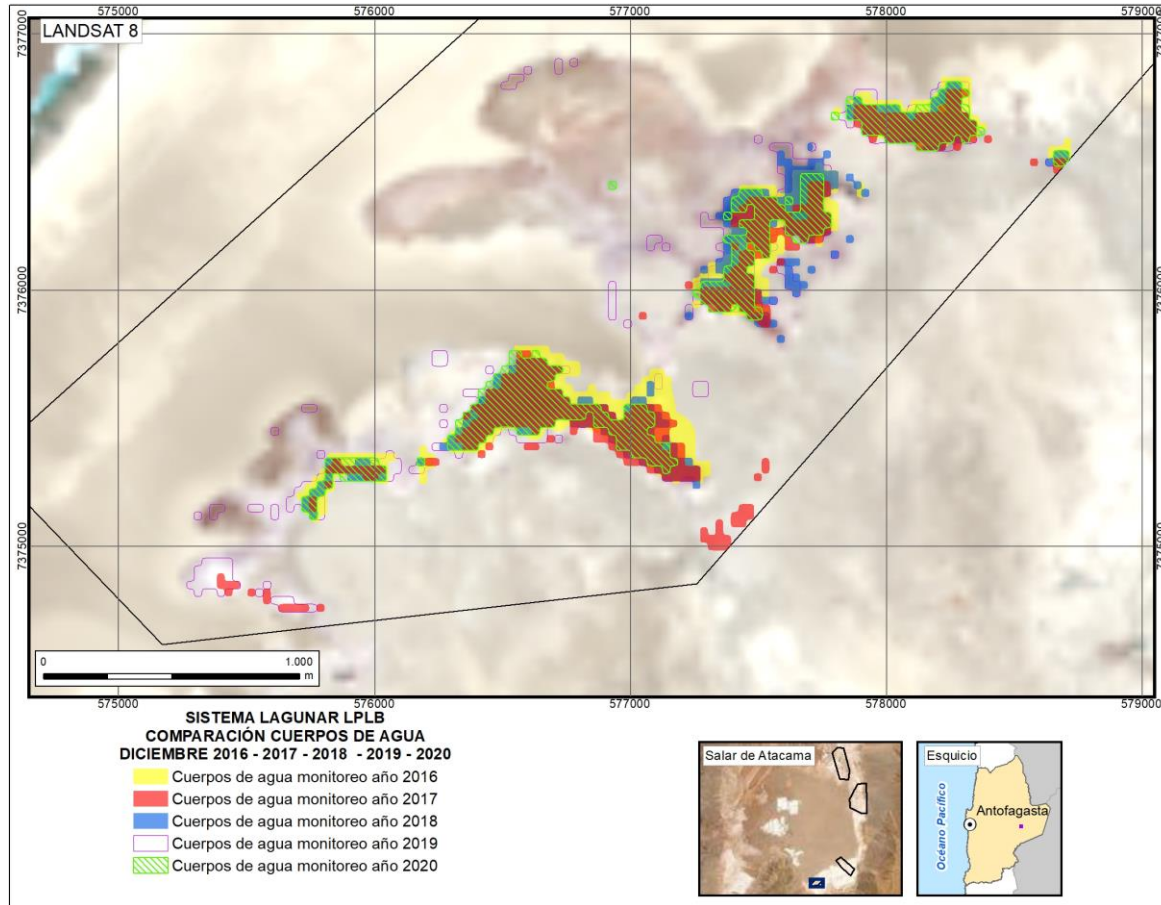 575000
576000
577000
578000
579000
LANDSAT 8
7377000
7377000
7376000
7376000
7375000
7375000
0
1.000
m
575000
576000
577000
578000
579000
SISTEMA LAGUNAR LPLB
COMPARACIÓN CUERPOS DE AGUA
DICIEMBRE 2016 - 2017 - 2018 - 2019 - 2020
Cuerpos de agua monitoreo año 2016
Cuerpos de agua monitoreo año 2017
Cuerpos de agua monitoreo año 2018
Cuerpos de agua monitoreo año 2019
Cuerpos de agua monitoreo año 2020
Salar de Atacama
Esquicio
Océano Pacífico
Antofagasta